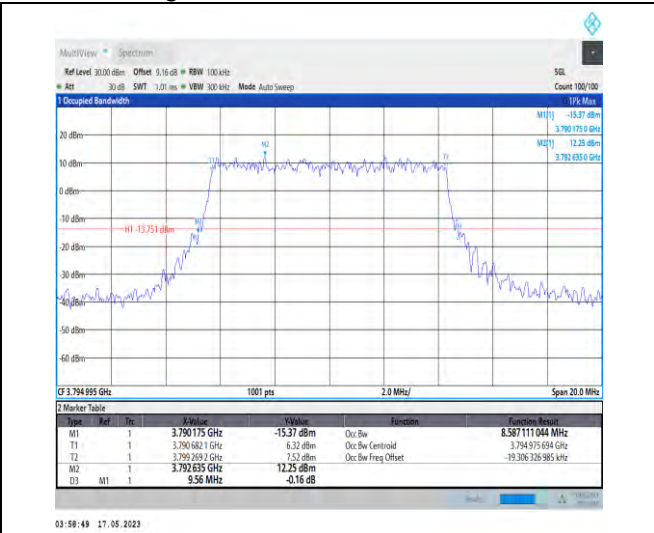 MultiView Spectrum
Ref Level 30.00 dBm Offset 9.16 dB RBW 100 kHz SGL
Att 30 dB SWT 1.01 ms VBW 300 kHz Mode Auto Sweep Count 100/100
1 Occupied Bandwidth 1Pk Max
M1[1] -15.37 dBm
3.790 175 0 GHz
M2[1] 12.25 dBm
3.792 635 0 GHz
20 dBm
M2
10 dBm
T1
T2
0 dBm
-10 dBm
H1 -13.751 dBm
M1
-20 dBm
-30 dBm
-40 dBm
-50 dBm
-60 dBm
CF 3.794 995 GHz 1001 pts 2.0 MHz/ Span 20.0 MHz
2 Marker Table
Type Ref Trc X-Value Y-Value Function Function Result
M1 1 3.790175 GHz -15.37 dBm Occ Bw 8.587 111 044 MHz
T1 1 3.790 682 1 GHz 6.32 dBm Occ Bw Centroid 3.794 975 694 GHz
T2 1 3.799 269 2 GHz 7.52 dBm Occ Bw Freq Offset -19.306 326 985 kHz
M2 1 3.792635 GHz 12.25 dBm
D3 M1 1 9.56 MHz -0.16 dB
03:58:49 17.05.2023